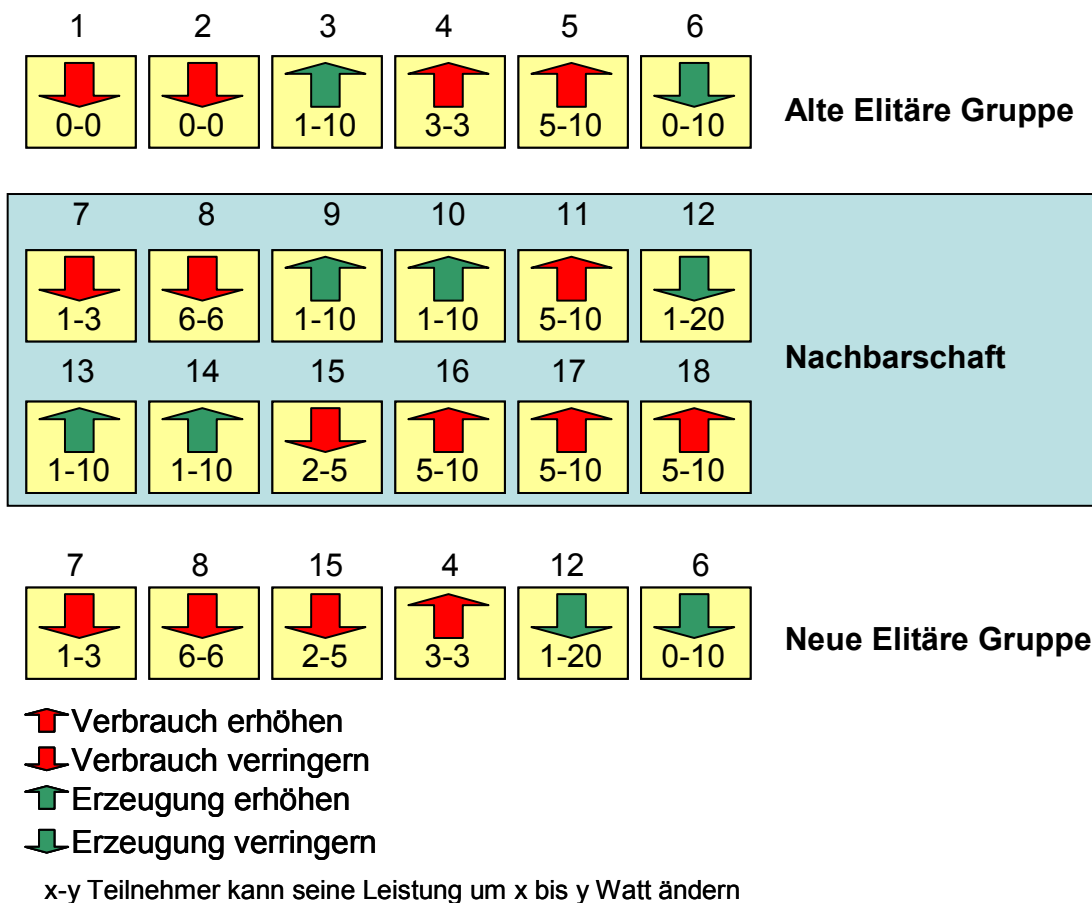 1 2 3 4 5 6
0-0 0-0 1-10 3-3 5-10 0-10
Alte Elitäre Gruppe
7 8 9 10 11 12
1-3 6-6 1-10 1-10 5-10 1-20
Nachbarschaft
13 14 15 16 17 18
1-10 1-10 2-5 5-10 5-10 5-10
7 8 15 4 12 6
1-3 6-6 2-5 3-3 1-20 0-10
Neue Elitäre Gruppe
Verbrauch erhöhen
Verbrauch verringern
Erzeugung erhöhen
Erzeugung verringern
x-y Teilnehmer kann seine Leistung um x bis y Watt ändern